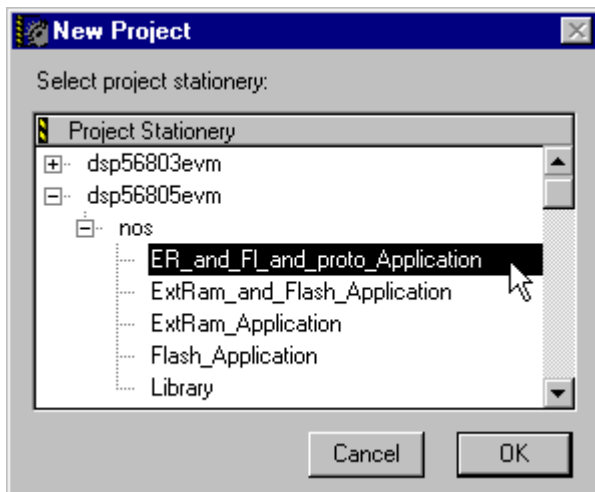 New Project
Select project stationery:
Project Stationery
dsp56803evm
dsp56805evm
nos
ER_and_Fl_and_proto_Application
ExtRam_and_Flash_Application
ExtRam_Application
Flash_Application
Library
Cancel OK